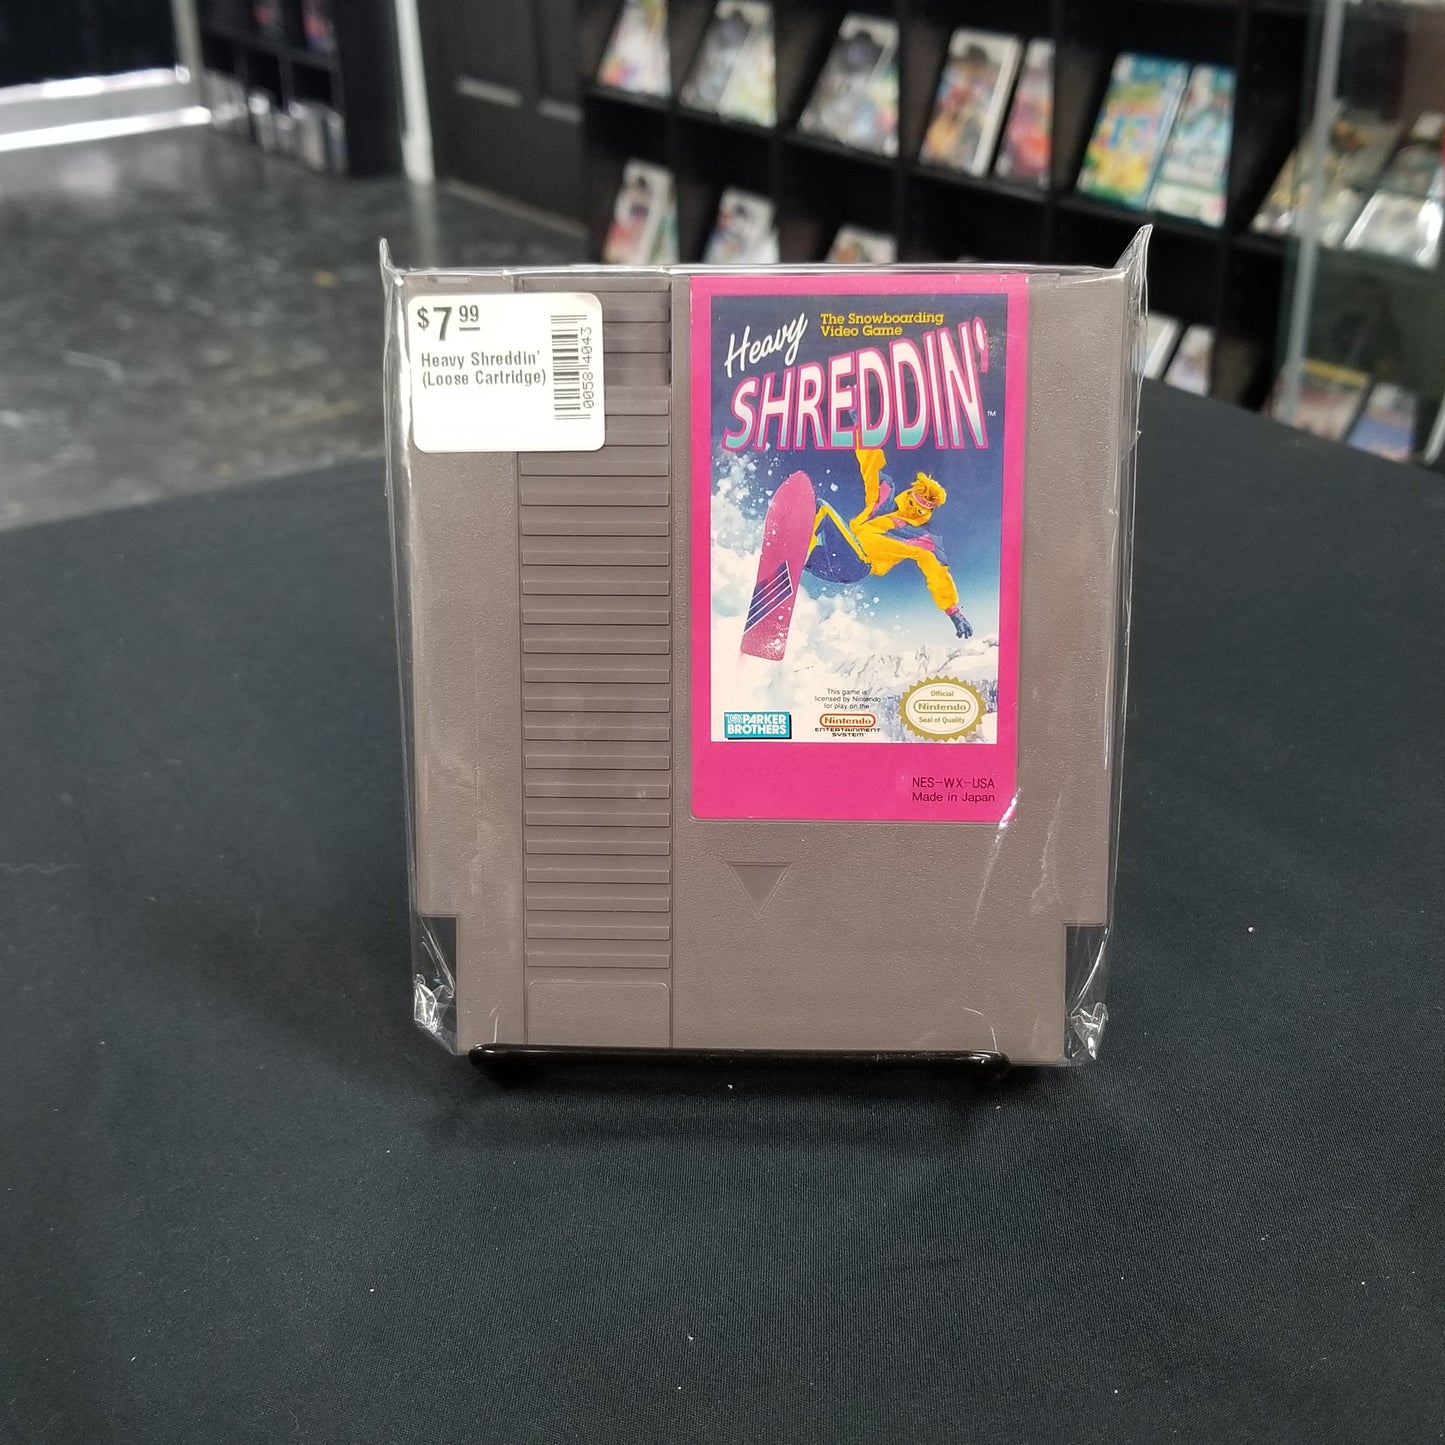 $7.99
Heavy Shreddin'
(Loose Cartridge)
005814043
Heavy
The Snowboarding
Video Game
SHREDDIN'
TM
This game is
licensed by Nintendo
for play on the
PARKER
BROTHERS
Nintendo
ENTERTAINMENT
SYSTEM
Official
Nintendo
Seal of Quality
NES-WX-USA
Made in Japan